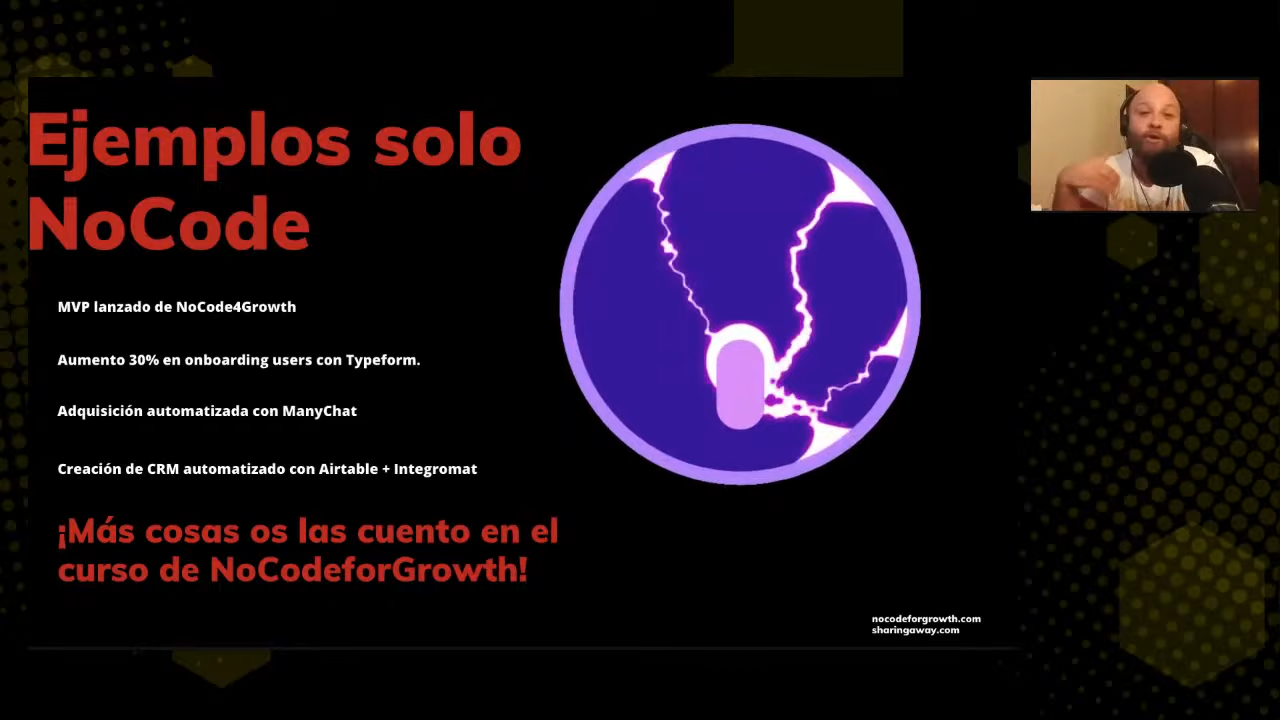 Ejemplos solo
NoCode
MVP lanzado de NoCode4Growth
Aumento 30% en onboarding users con Typeform.
Adquisición automatizada con ManyChat
Creación de CRM automatizado con Airtable + Integromat
¡Más cosas os las cuento en el
curso de NoCodeforGrowth!
nocodeforgrowth.com
sharingaway.com